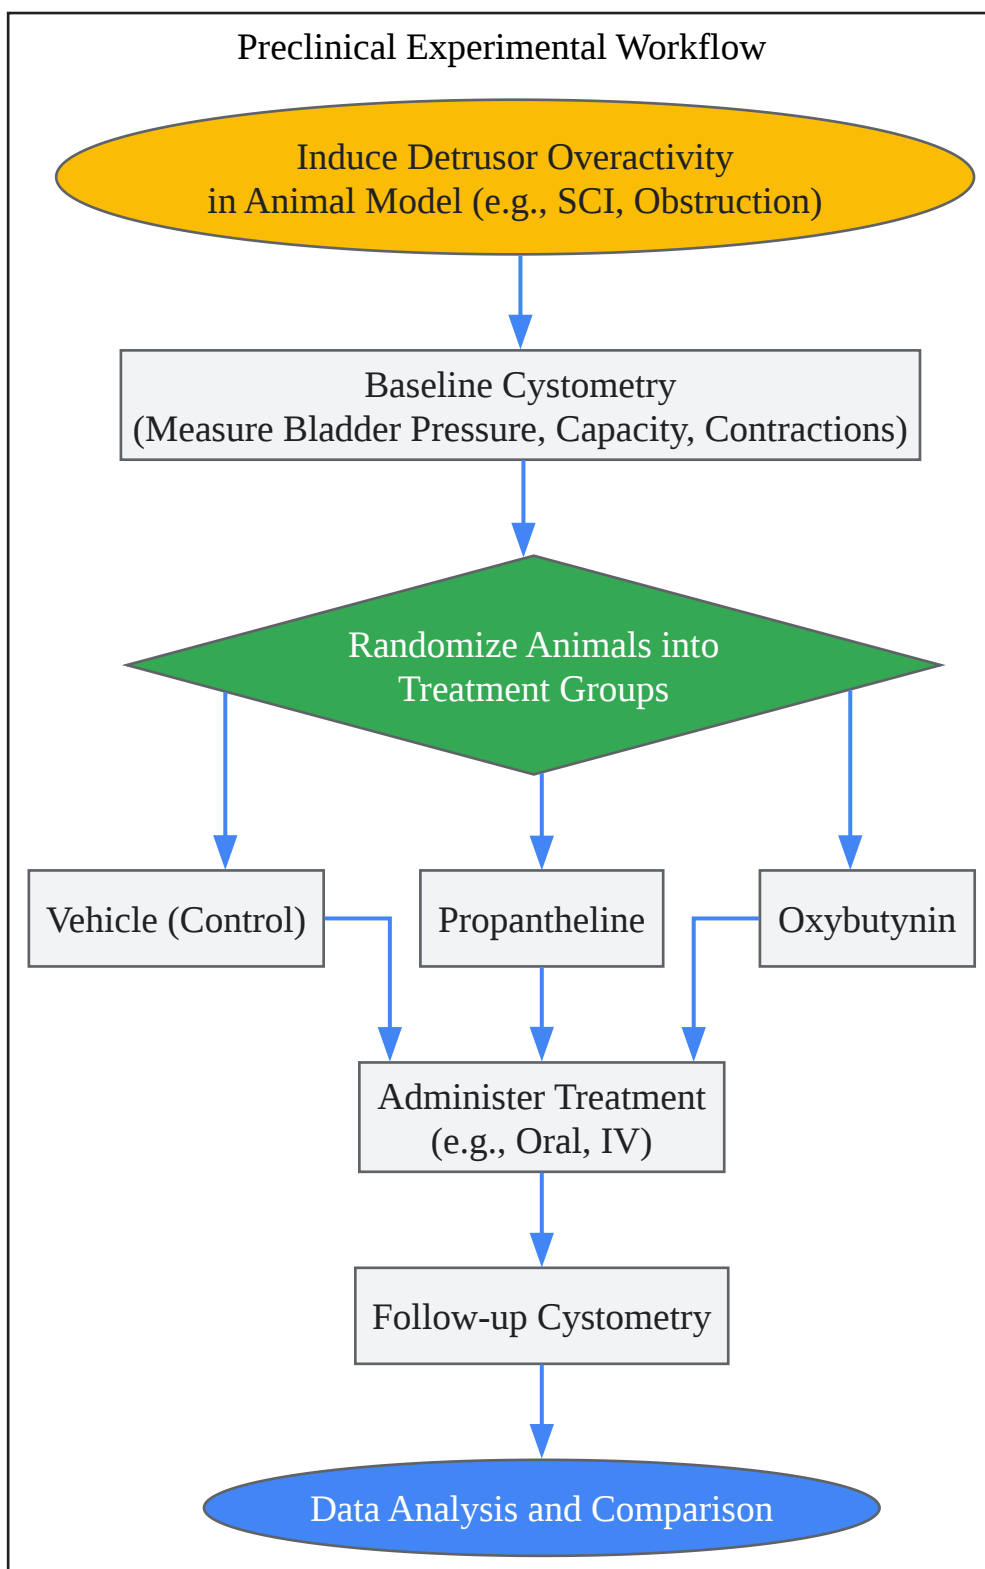 Preclinical Experimental Workflow
Induce Detrusor Overactivity
in Animal Model (e.g., SCI, Obstruction)
Baseline Cystometry
(Measure Bladder Pressure, Capacity, Contractions)
Randomize Animals into
Treatment Groups
Vehicle (Control)
Propantheline
Oxybutynin
Administer Treatment
(e.g., Oral, IV)
Follow-up Cystometry
Data Analysis and Comparison